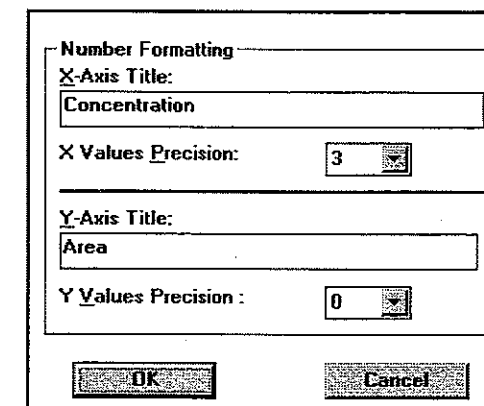 Number Formatting
X-Axis Title:
Concentration
X Values Precision: 3
Y-Axis Title:
Area
Y Values Precision : 0
OK Cancel